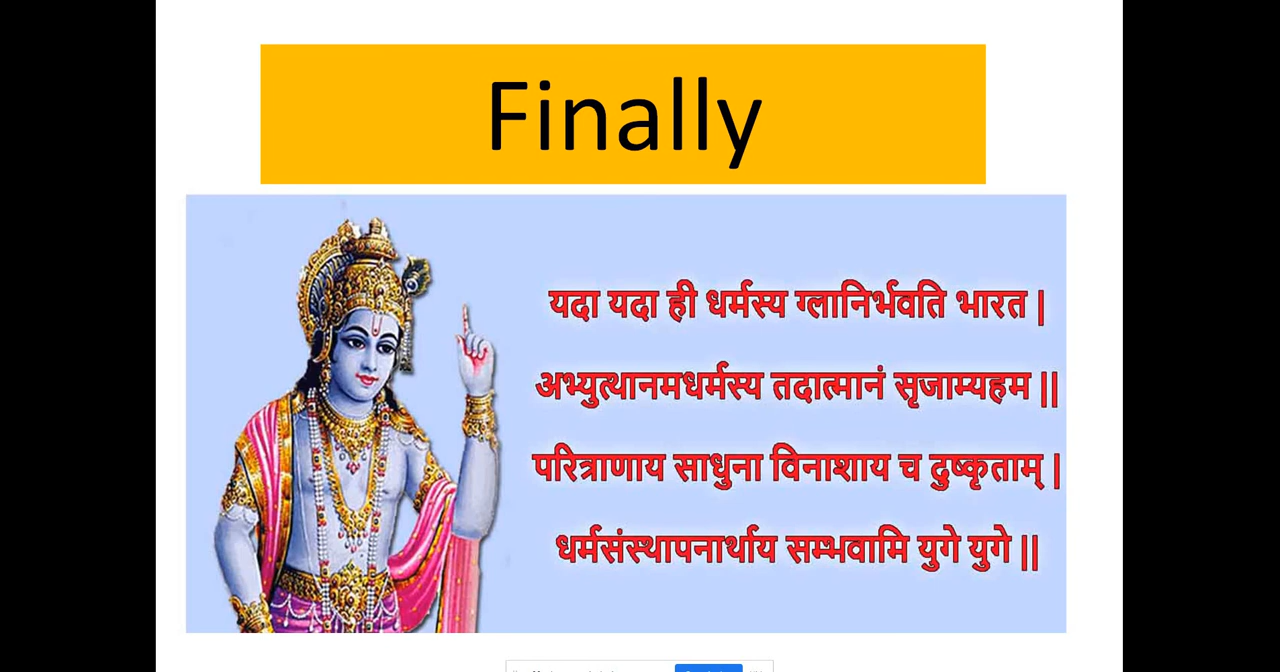 Finally
यदा यदा ही धर्मस्य ग्लानिर्भवति भारत |
अभ्युत्थानमधर्मस्य तदात्मानं सृजाम्यहम ||
परित्राणाय साधुना विनाशाय च दुष्कृताम् |
धर्मसंस्थापनार्थाय सम्भवामि युगे युगे ||